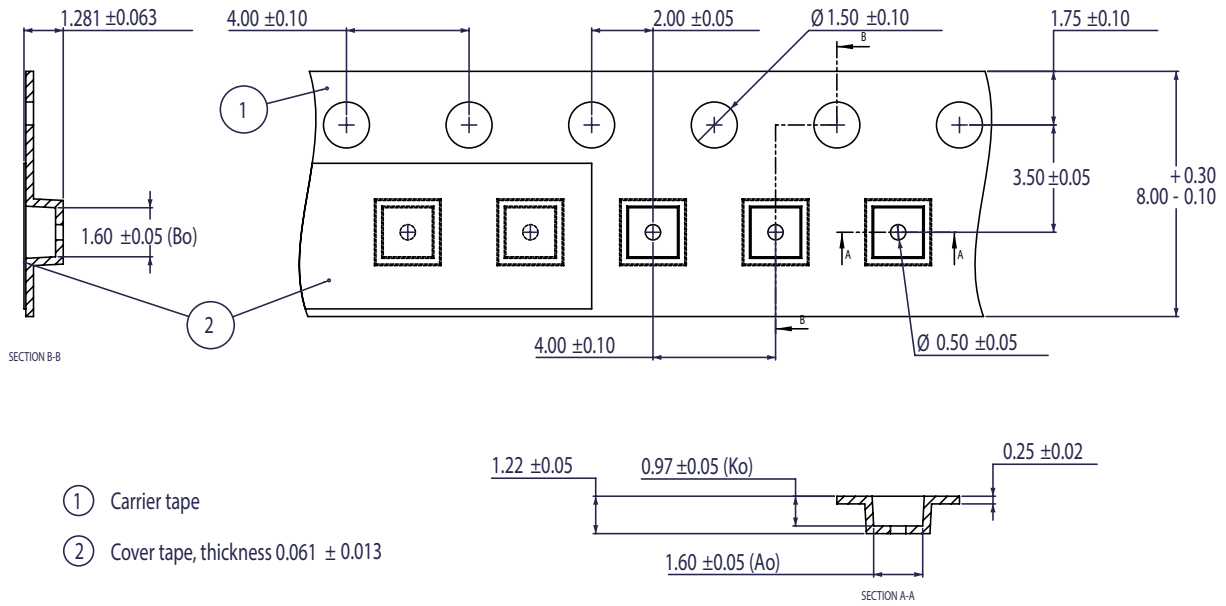 1.281 ±0.063
4.00 ±0.10
2.00 ±0.05
Ø 1.50 ±0.10
1.75 ±0.10
B
1
3.50 ±0.05
+ 0.30
8.00 - 0.10
1.60 ±0.05 (Bo)
A
A
2
B
4.00 ±0.10
Ø 0.50 ±0.05
SECTION B-B
1.22 ±0.05
0.97 ±0.05 (Ko)
0.25 ±0.02
1 Carrier tape
2 Cover tape, thickness 0.061 ± 0.013
1.60 ±0.05 (Ao)
SECTION A-A